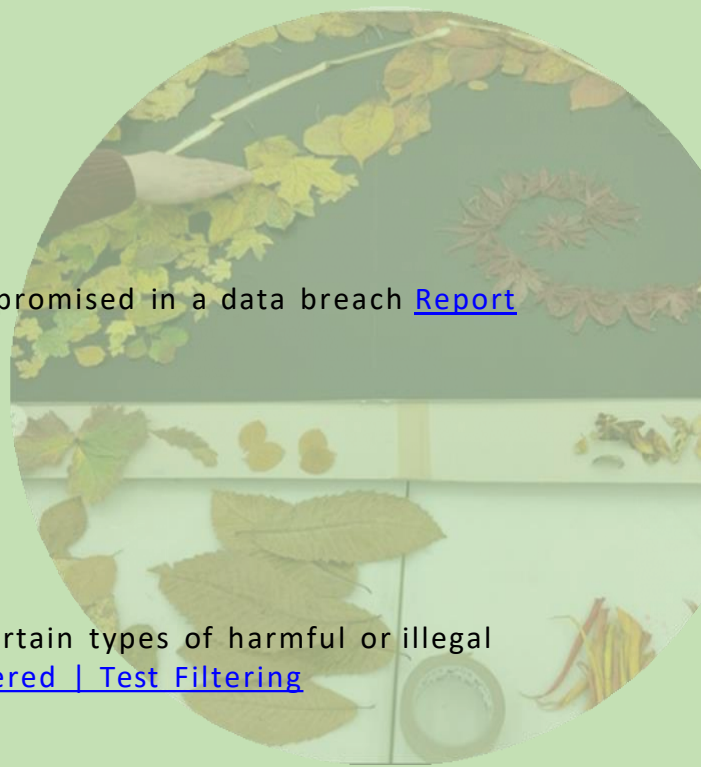 promised in a data breach Report
rtain types of harmful or illegal
ered | Test Filtering